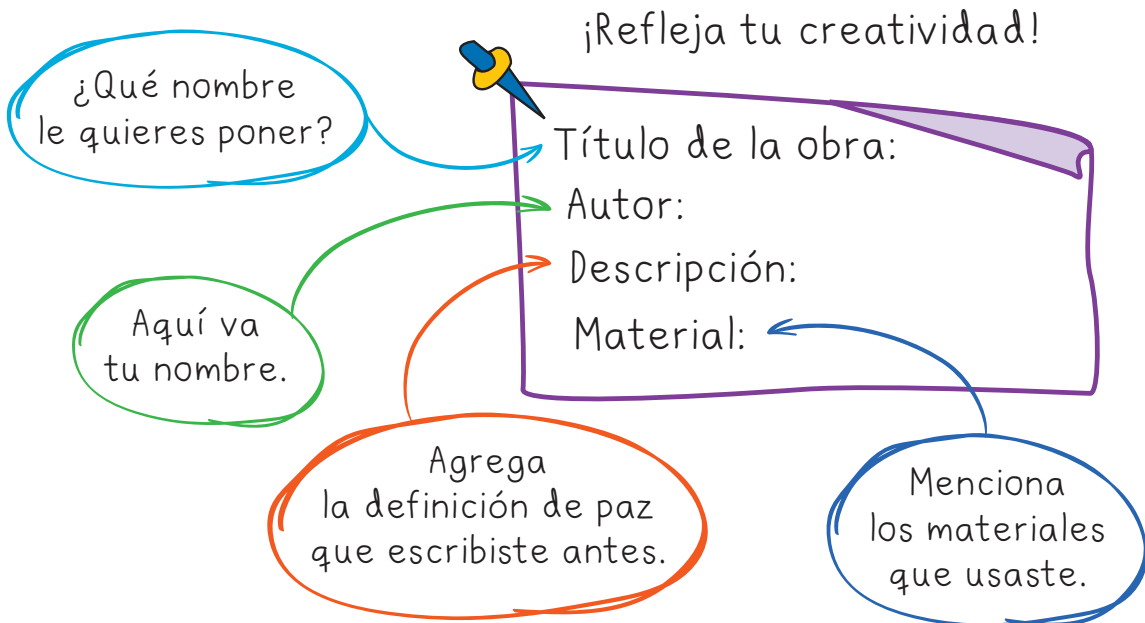 ¡Refleja tu creatividad!
¿Qué nombre
le quieres poner?
Título de la obra:
Autor:
Descripción:
Material:
Aquí va
tu nombre.
Agrega
la definición de paz
que escribiste antes.
Menciona
los materiales
que usaste.